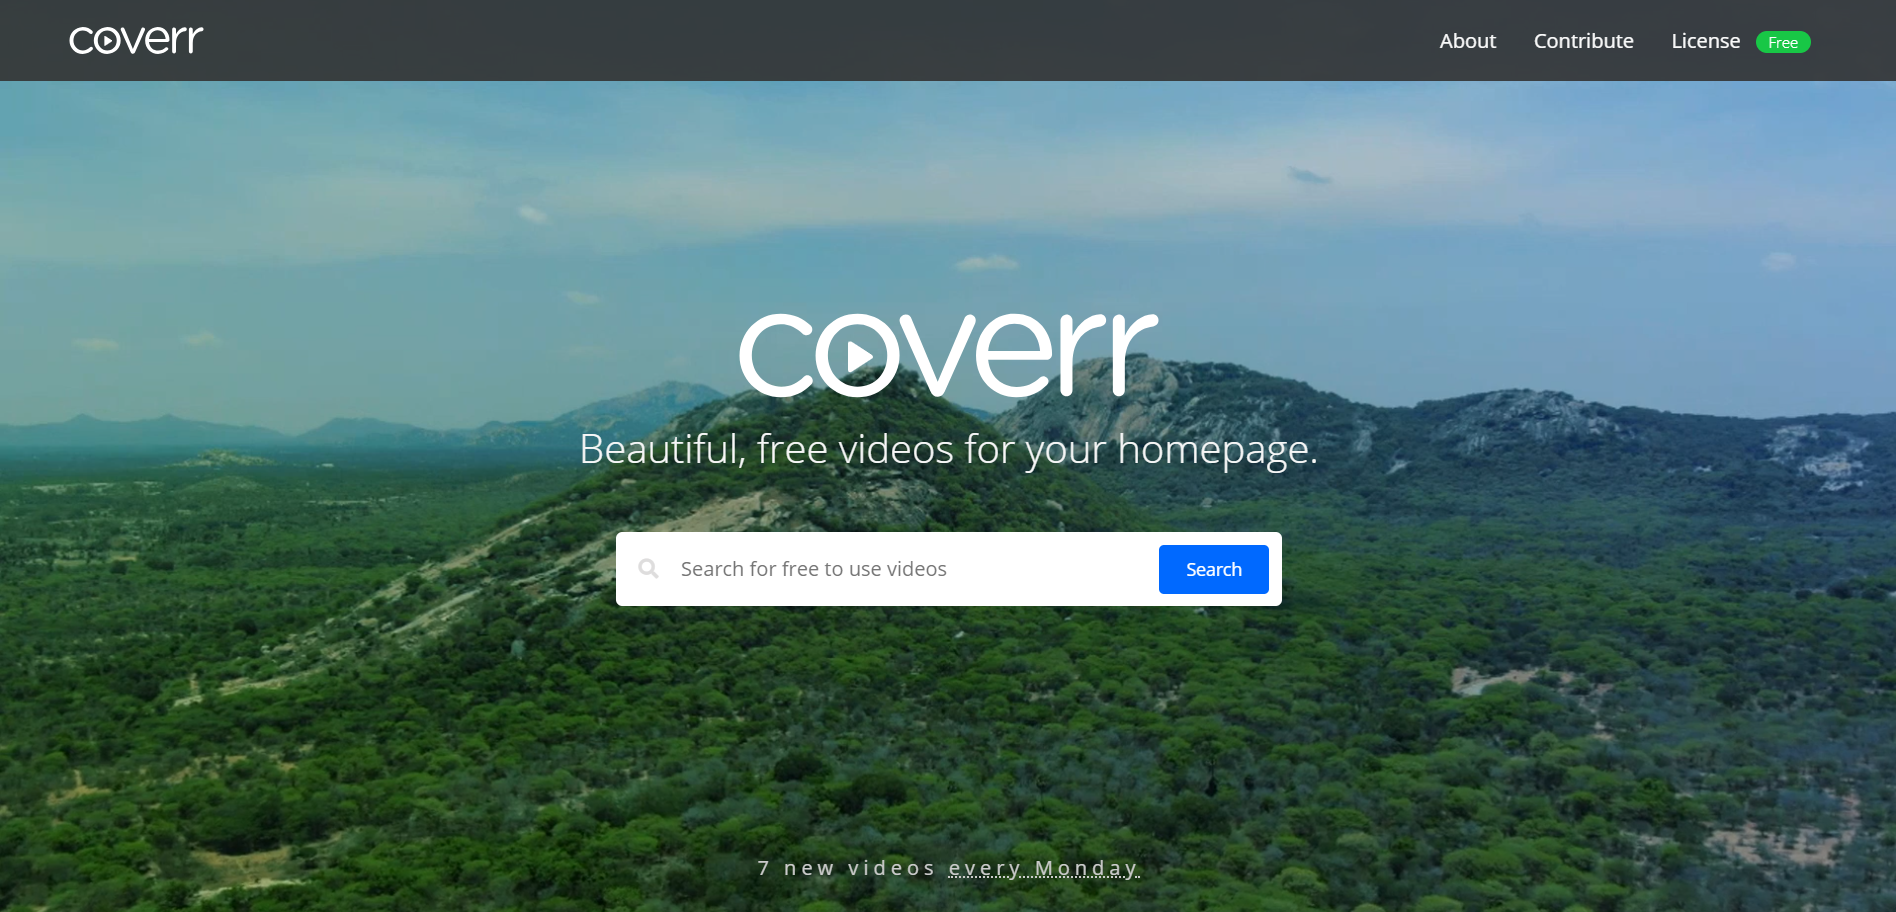 coverr
About Contribute License Free
coverr
Beautiful, free videos for your homepage.
Search for free to use videos
Search
7 new videos every Monday